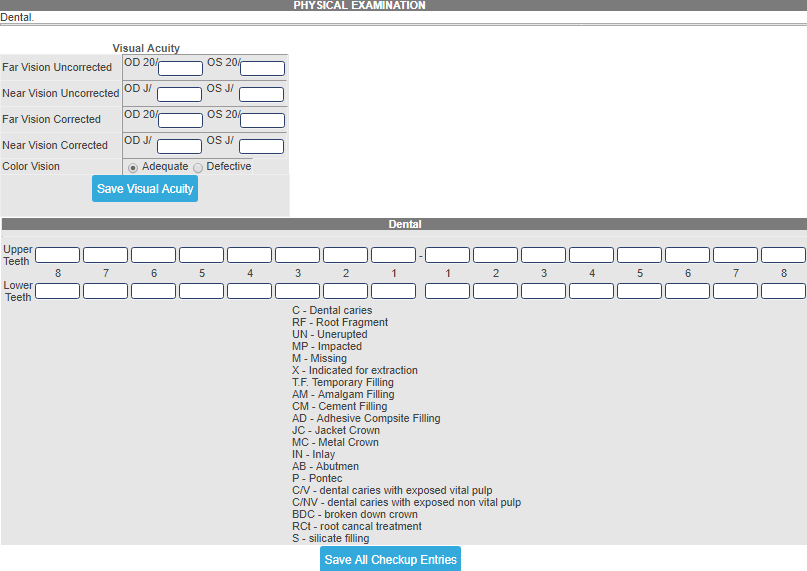 PHYSICAL EXAMINATION
Dental.
Visual Acuity
Far Vision Uncorrected OD 20/ OS 20/
Near Vision Uncorrected OD J/ OS J/
Far Vision Corrected OD 20/ OS 20/
Near Vision Corrected OD J/ OS J/
Color Vision Adequate Defective
Save Visual Acuity
Dental
Upper Teeth -
8 7 6 5 4 3 2 1 1 2 3 4 5 6 7 8
Lower Teeth
C - Dental caries
RF - Root Fragment
UN - Unerupted
MP - Impacted
M - Missing
X - Indicated for extraction
T.F. Temporary Filling
AM - Amalgam Filling
CM - Cement Filling
AD - Adhesive Compsite Filling
JC - Jacket Crown
MC - Metal Crown
IN - Inlay
AB - Abutmen
P - Pontec
C/V - dental caries with exposed vital pulp
C/NV - dental caries with exposed non vital pulp
BDC - broken down crown
RCt - root cancal treatment
S - silicate filling
Save All Checkup Entries